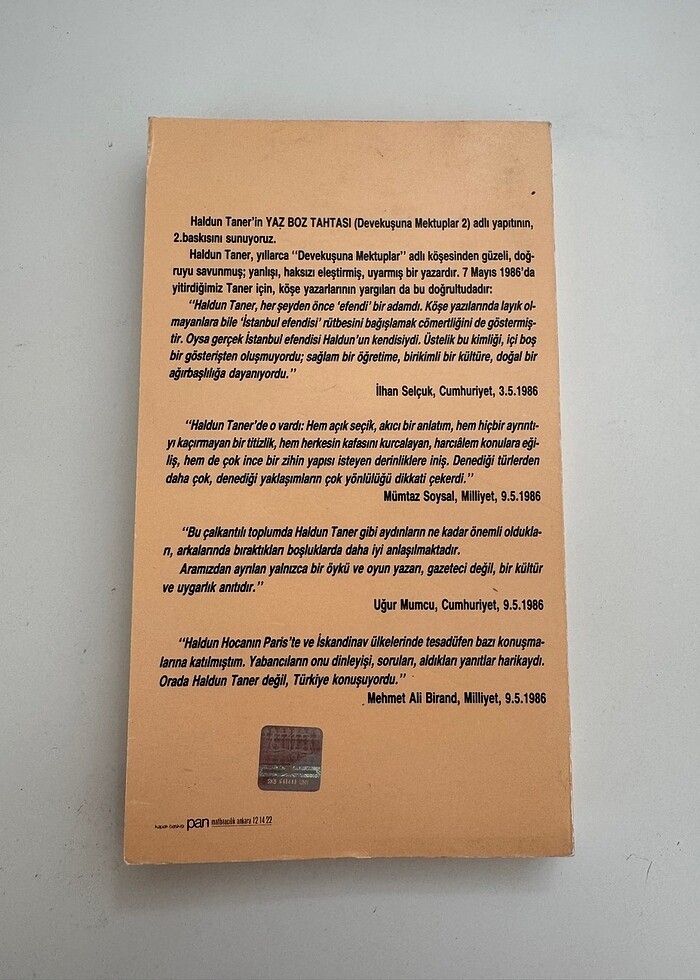 Haldun Taner'in YAZ BOZ TAHTASI (Devekuşuna Mektuplar 2) adlı yapıtının,
2.baskısını sunuyoruz.
Haldun Taner, yıllarca "Devekuşuna Mektuplar" adlı köşesinden güzeli, doğ-
ruyu savunmuş; yanlışı, haksızı eleştirmiş, uyarmış bir yazardır. 7 Mayıs 1986'da
yitirdiğimiz Taner için, köşe yazarlarının yargıları da bu doğrultudadır:
"Haldun Taner, her şeyden önce 'efendi' bir adamdı. Köşe yazılarında layık ol-
mayanlara bile 'İstanbul efendisi' rütbesini bağışlamak cömertliğini de göstermiş-
tir. Oysa gerçek İstanbul efendisi Haldun'un kendisiydi. Üstelik bu kimliği, içi boş
bir gösterişten oluşmuyordu; sağlam bir öğretime, birikimli bir kültüre, doğal bir
ağırbaşlılığa dayanıyordu."
İlhan Selçuk, Cumhuriyet, 3.5.1986
"Haldun Taner'de o vardı: Hem açık seçik, akıcı bir anlatım, hem hiçbir ayrıntı-
yı kaçırmayan bir titizlik, hem herkesin kafasını kurcalayan, harcıâlem konulara eği-
liş, hem de çok ince bir zihin yapısı isteyen derinliklere iniş. Denediği türlerden
daha çok, denediği yaklaşımların çok yönlülüğü dikkati çekerdi."
Mümtaz Soysal, Milliyet, 9.5.1986
"Bu çalkantılı toplumda Haldun Taner gibi aydınların ne kadar önemli oldukla-
rı, arkalarında bıraktıkları boşluklarda daha iyi anlaşılmaktadır.
Aramızdan ayrılan yalnızca bir öykü ve oyun yazarı, gazeteci değil, bir kültür
ve uygarlık anıtıdır."
Uğur Mumcu, Cumhuriyet, 9.5.1986
"Haldun Hocanın Paris'te ve İskandinav ülkelerinde tesadüfen bazı konuşma-
larına katılmıştım. Yabancıların onu dinleyişi, soruları, aldıkları yanıtlar harikaydı.
Orada Haldun Taner değil, Türkiye konuşuyordu."
Mehmet Ali Birand, Milliyet, 9.5.1986
kapak baskısı pan matbaacılık ankara 12 14 22